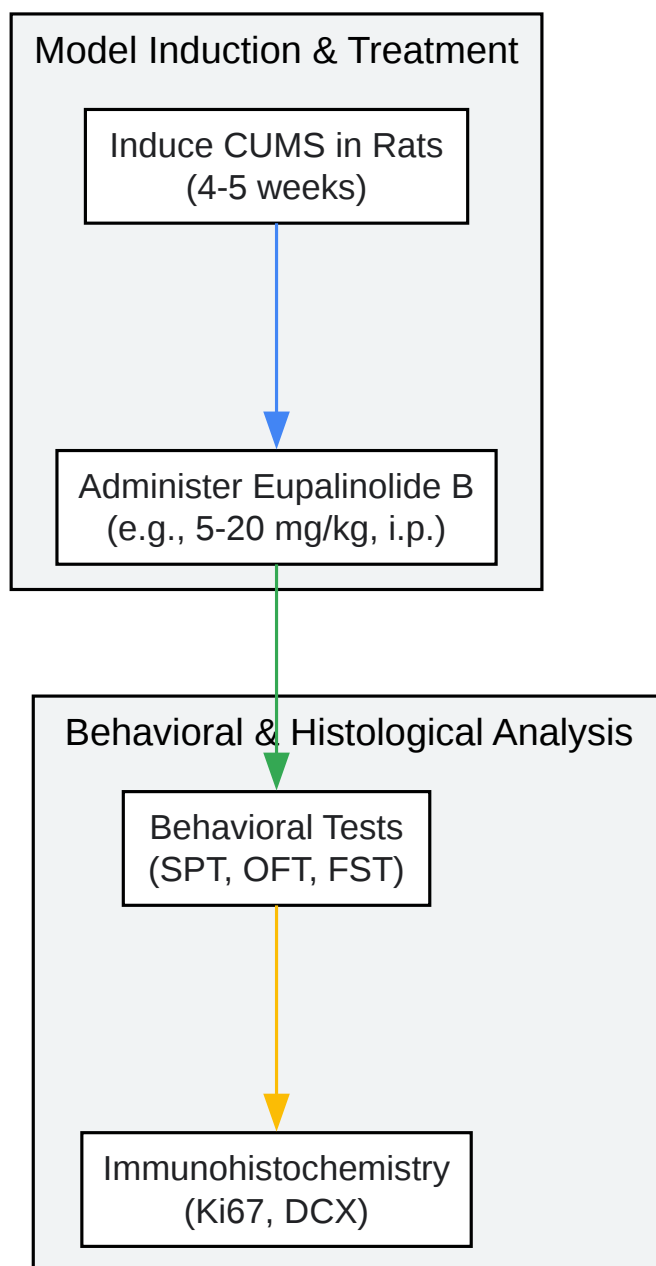 Model Induction & Treatment
Induce CUMS in Rats
(4-5 weeks)
Administer Eupalinolide B
(e.g., 5-20 mg/kg, i.p.)
Behavioral & Histological Analysis
Behavioral Tests
(SPT, OFT, FST)
Immunohistochemistry
(Ki67, DCX)